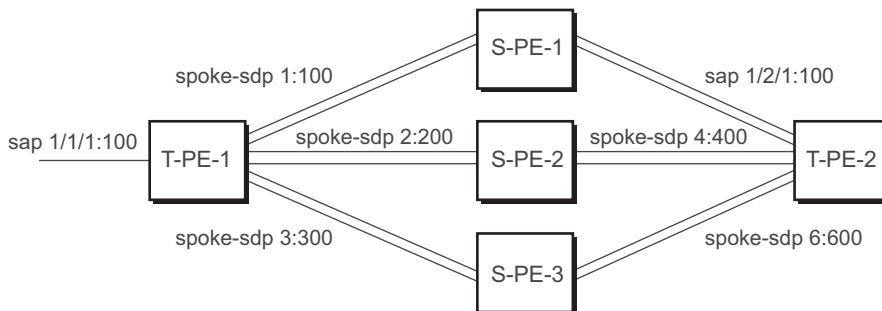 S-PE-1
spoke-sdp 1:100
sap 1/2/1:100
sap 1/1/1:100
T-PE-1
spoke-sdp 2:200
S-PE-2
spoke-sdp 4:400
T-PE-2
spoke-sdp 3:300
S-PE-3
spoke-sdp 6:600